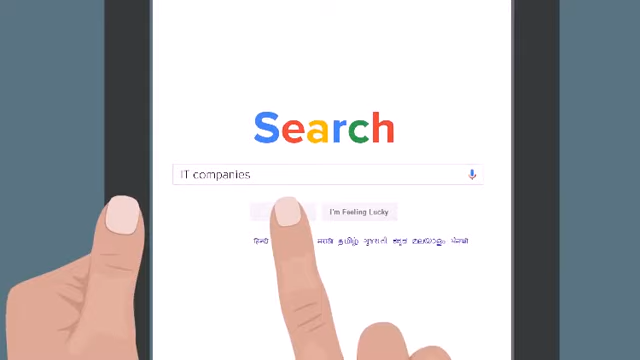 Search
IT companies
I'm Feeling Lucky
हिन्दी मराठी தமிழ் ગુજરાતી ಕನ್ನಡ മലയാളം ਪੰਜਾਬੀ